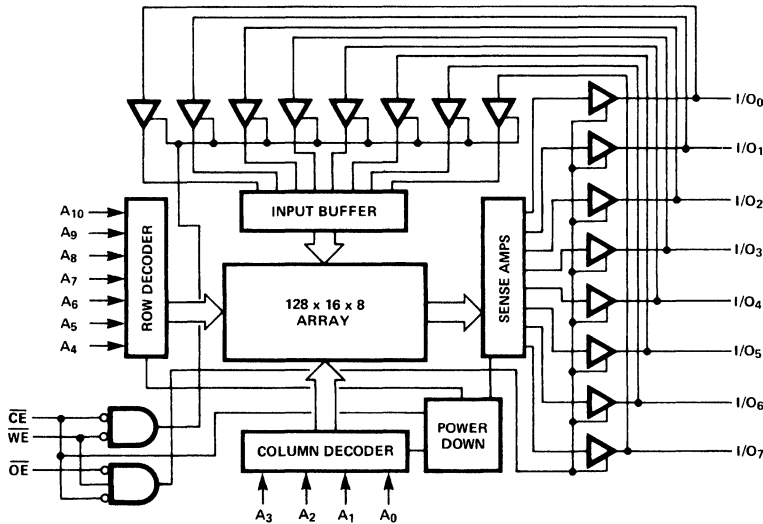 I/O0
I/O1
I/O2
I/O3
I/O4
I/O5
I/O6
I/O7
INPUT BUFFER
A10
A9
A8
A7
A6
A5
A4
ROW DECODER
128 x 16 x 8
ARRAY
SENSE AMPS
CE
WE
OE
COLUMN DECODER
POWER
DOWN
A3
A2
A1
A0